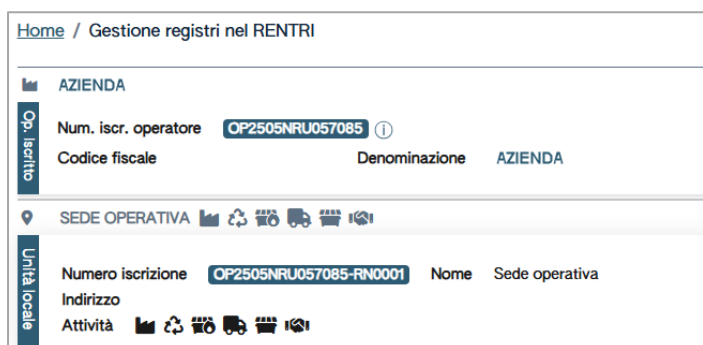 Home / Gestione registri nel RENTRI
AZIENDA
Op. Iscritto
Num. iscr. operatore OP2505NRU057085
Codice fiscale Denominazione AZIENDA
SEDE OPERATIVA
Unità locale
Numero iscrizione OP2505NRU057085-RN0001 Nome Sede operativa
Indirizzo
Attività